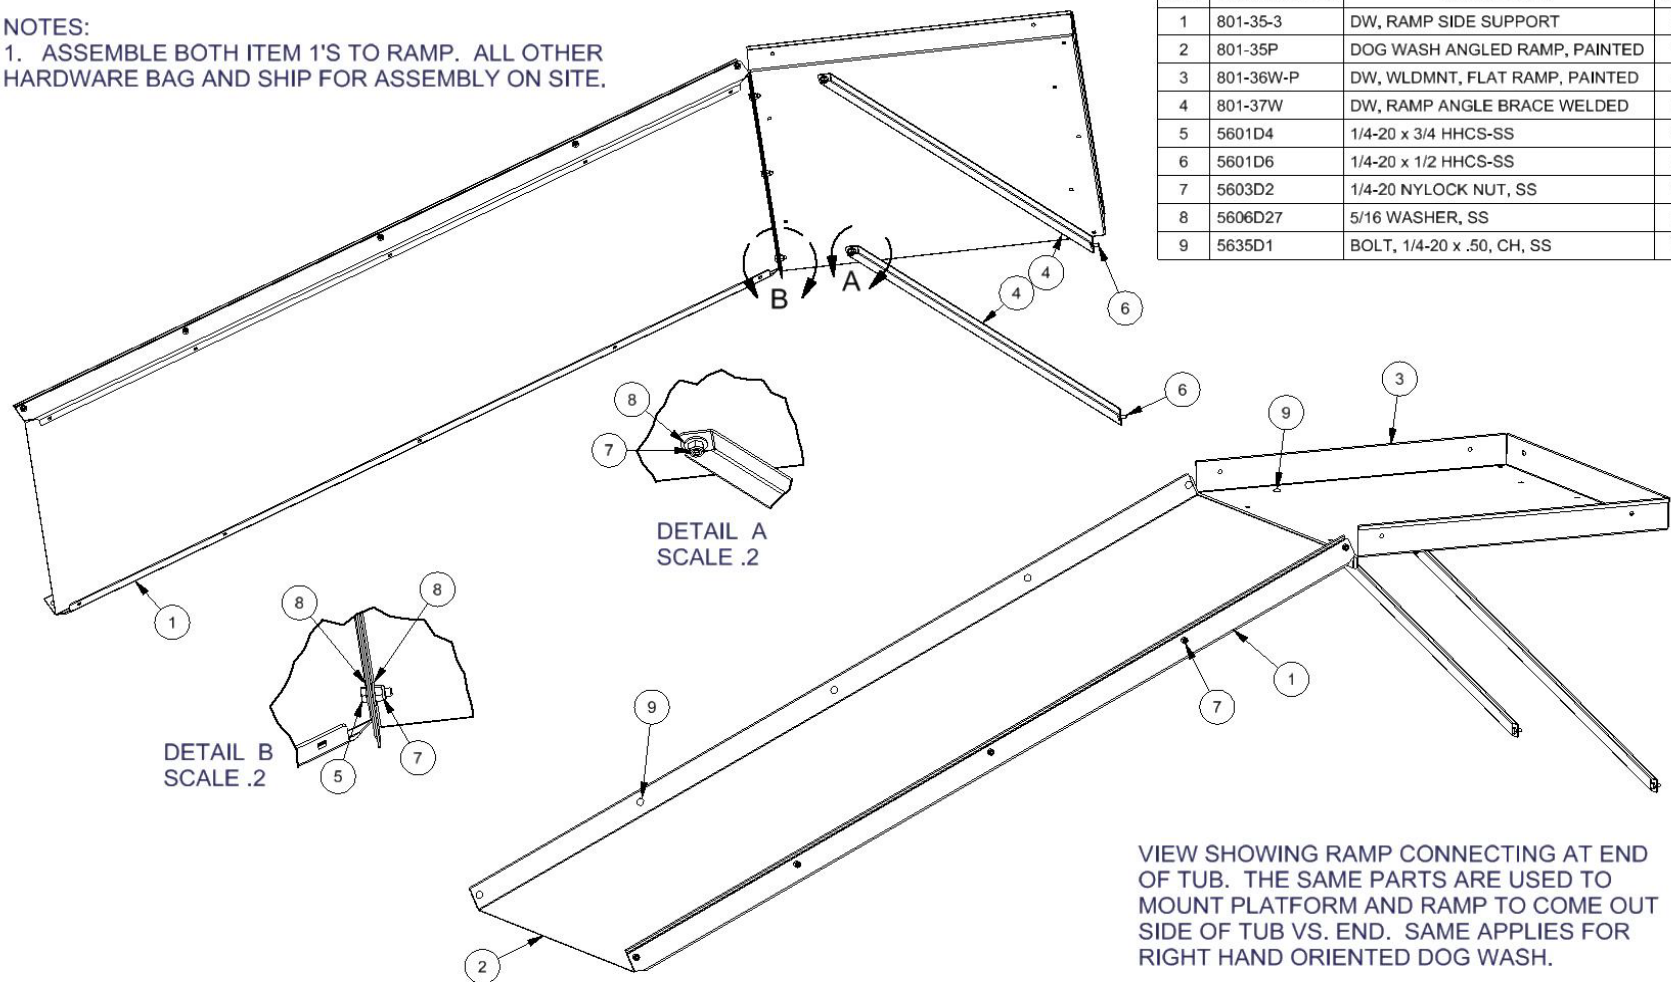 NOTES:
1. ASSEMBLE BOTH ITEM 1'S TO RAMP. ALL OTHER
HARDWARE BAG AND SHIP FOR ASSEMBLY ON SITE.
1 801-35-3 DW, RAMP SIDE SUPPORT
2 801-35P DOG WASH ANGLED RAMP, PAINTED
3 801-36W-P DW, WLDMNT, FLAT RAMP, PAINTED
4 801-37W DW, RAMP ANGLE BRACE WELDED
5 5601D4 1/4-20 x 3/4 HHCS-SS
6 5601D6 1/4-20 x 1/2 HHCS-SS
7 5603D2 1/4-20 NYLOCK NUT, SS
8 5606D27 5/16 WASHER, SS
9 5635D1 BOLT, 1/4-20 x .50, CH, SS
B
A
4
4
6
6
3
9
8
7
DETAIL A
SCALE .2
1
8
8
5
7
DETAIL B
SCALE .2
9
1
7
2
VIEW SHOWING RAMP CONNECTING AT END
OF TUB. THE SAME PARTS ARE USED TO
MOUNT PLATFORM AND RAMP TO COME OUT
SIDE OF TUB VS. END. SAME APPLIES FOR
RIGHT HAND ORIENTED DOG WASH.